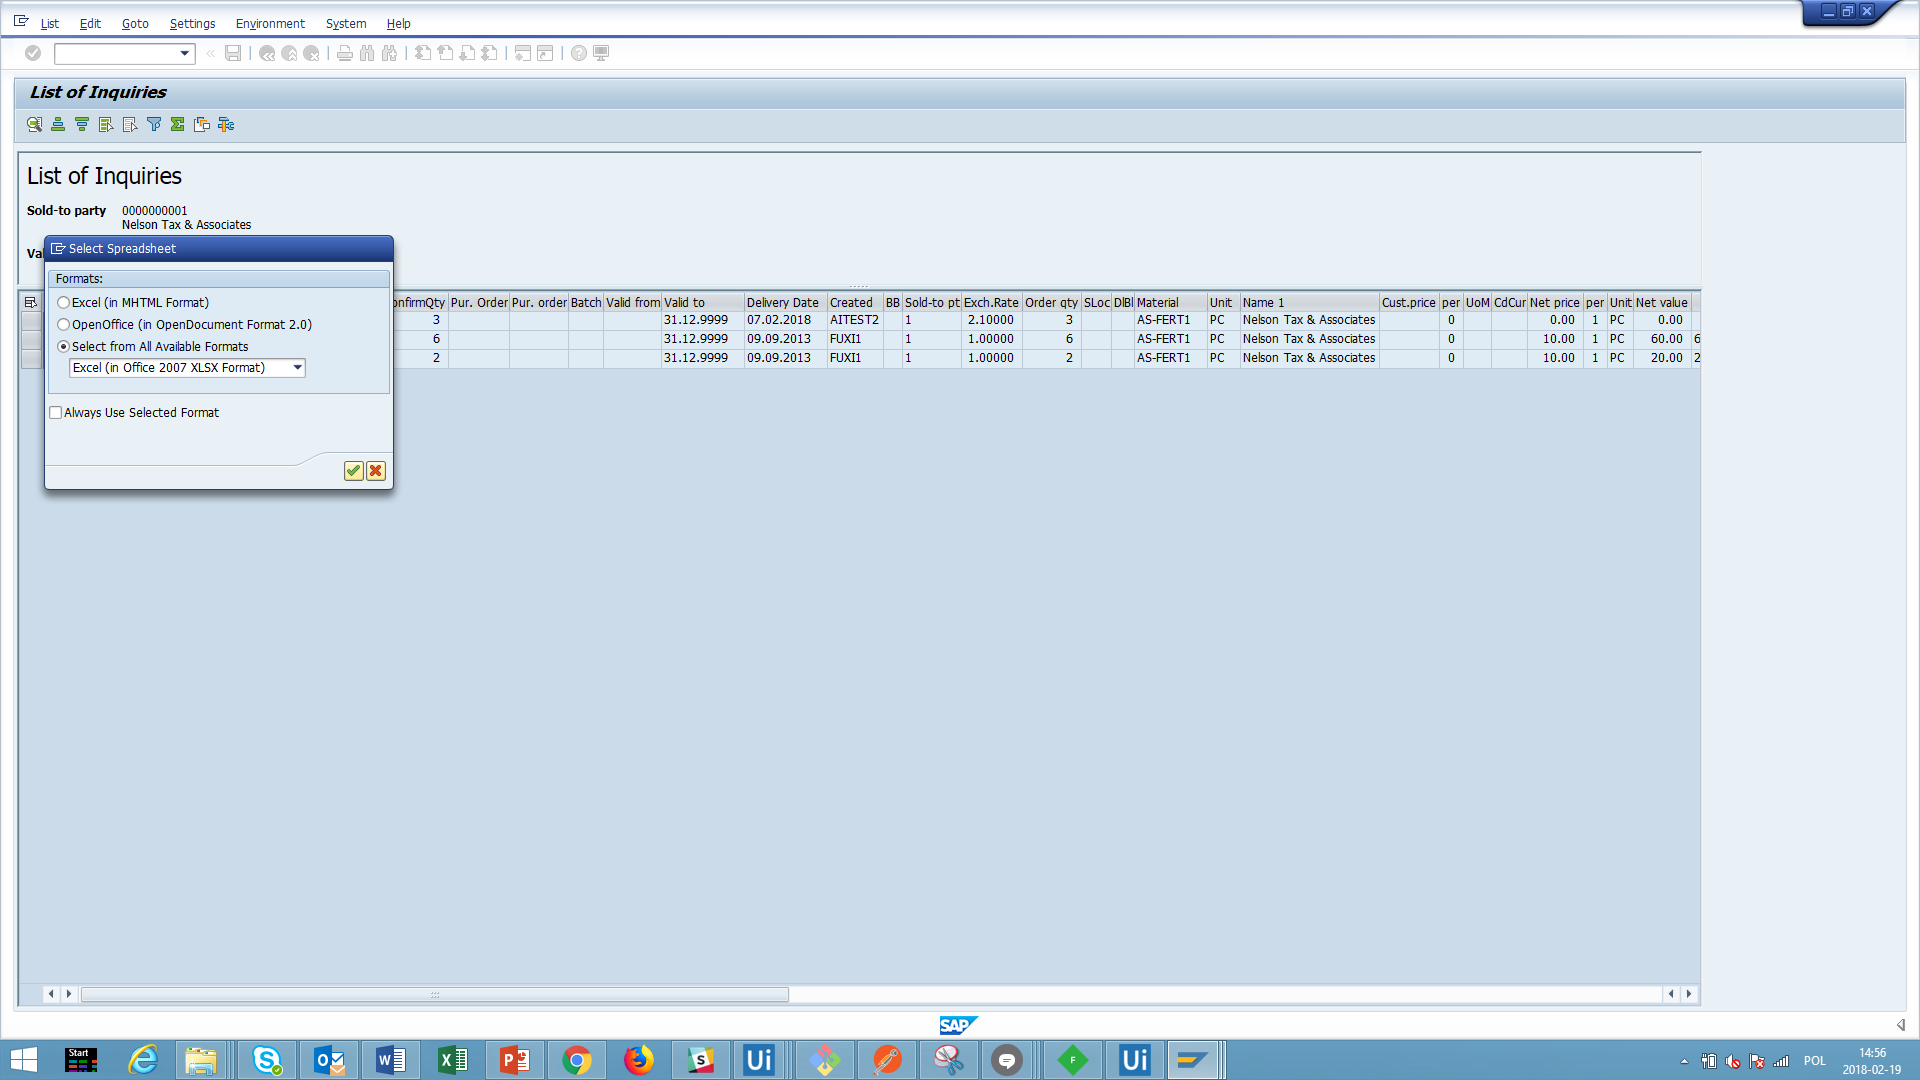 List Edit Goto Settings Environment System Help
List of Inquiries
List of Inquiries
Sold-to party 0000000001
Nelson Tax & Associates
Select Spreadsheet
Formats:
Excel (in MHTML Format)
OpenOffice (in OpenDocument Format 2.0)
Select from All Available Formats
Excel (in Office 2007 XLSX Format)
Always Use Selected Format
Pur. Order Pur. order Batch Valid from Valid to Delivery Date Created BB Sold-to pt Exch.Rate Order qty SLoc DlBl Material Unit Name 1 Cust.price per UoM CdCur Net price per Unit Net value
3 31.12.9999 07.02.2018 AITEST2 1 2.10000 3 AS-FERT1 PC Nelson Tax & Associates 0 0.00 1 PC 0.00
6 31.12.9999 09.09.2013 FUXI1 1 1.00000 6 AS-FERT1 PC Nelson Tax & Associates 0 10.00 1 PC 60.00 6
2 31.12.9999 09.09.2013 FUXI1 1 1.00000 2 AS-FERT1 PC Nelson Tax & Associates 0 10.00 1 PC 20.00 2
SAP
Start
Ui
F
Ui
POL
14:56
2018-02-19